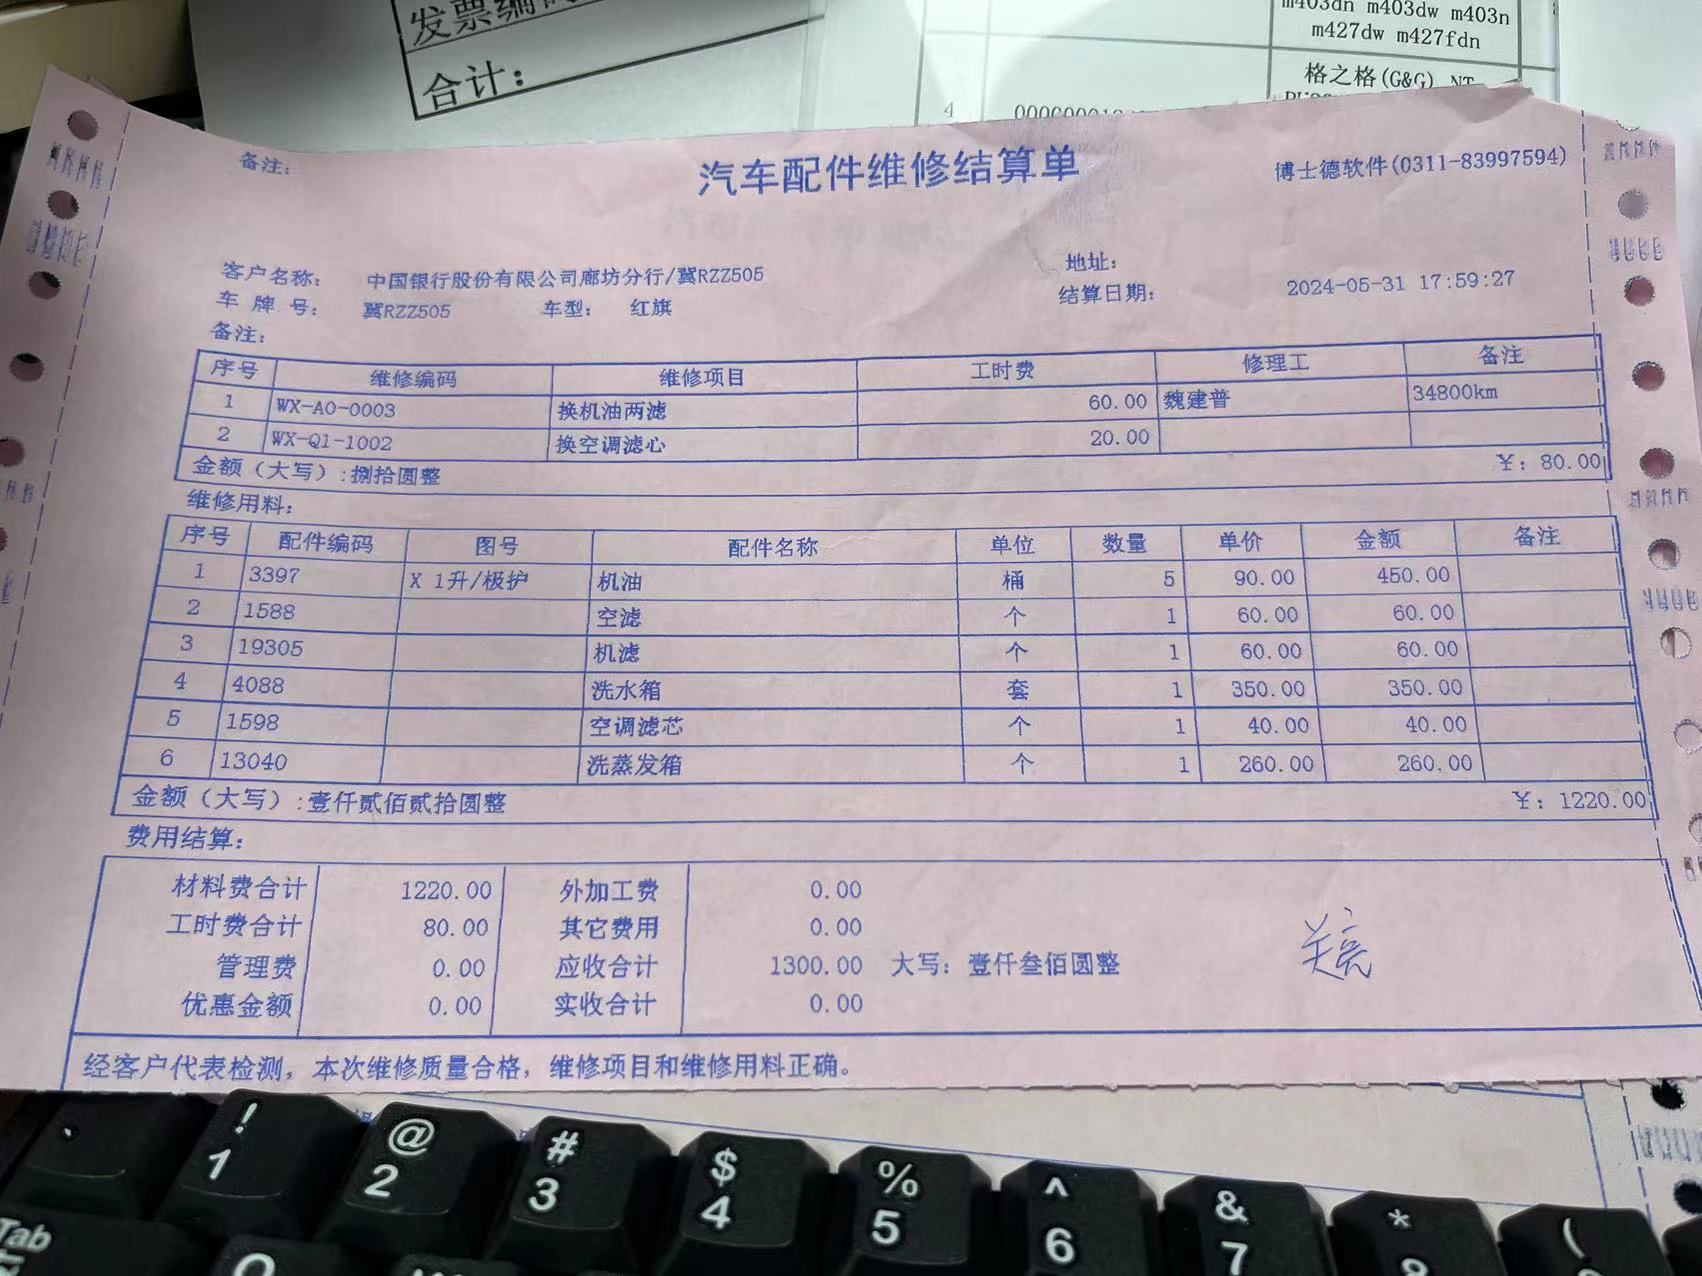 发票编
合计：
m403dn m403dw m403n
m427dw m427fdn
格之格(G&G) NT
4
备注：
汽车配件维修结算单
博士德软件(0311-83997594)
客户名称： 中国银行股份有限公司廊坊分行/冀RZZ505
地址：
车 牌 号： 冀RZZ505 车型： 红旗
结算日期： 2024-05-31 17:59:27
备注：
序号 维修编码 维修项目 工时费 修理工 备注
1 WX-AO-0003 换机油两滤 60.00 魏建普 34800km
2 WX-Q1-1002 换空调滤心 20.00
金额（大写）:捌拾圆整 ￥: 80.00
维修用料：
序号 配件编码 图号 配件名称 单位 数量 单价 金额 备注
1 3397 X 1升/极护 机油 桶 5 90.00 450.00
2 1588 空滤 个 1 60.00 60.00
3 19305 机滤 个 1 60.00 60.00
4 4088 洗水箱 套 1 350.00 350.00
5 1598 空调滤芯 个 1 40.00 40.00
6 13040 洗蒸发箱 个 1 260.00 260.00
金额（大写）:壹仟贰佰贰拾圆整 ￥: 1220.00
费用结算：
材料费合计 1220.00 外加工费 0.00
工时费合计 80.00 其它费用 0.00
管理费 0.00 应收合计 1300.00 大写： 壹仟叁佰圆整
优惠金额 0.00 实收合计 0.00
经客户代表检测，本次维修质量合格，维修项目和维修用料正确。
! @ # $ % ^ & * (
1 2 3 4 5 6 7 8
Tab